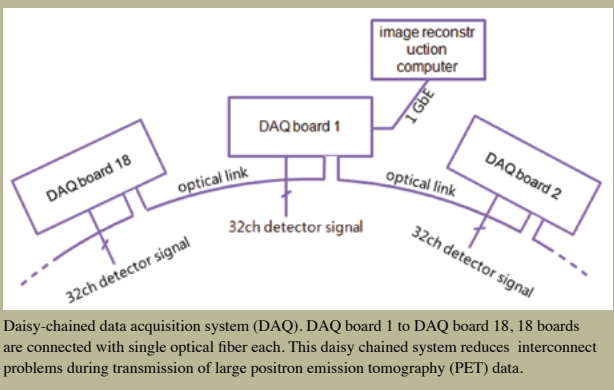 image reconstr
uction
computer
1 GbE
DAQ board 1
DAQ board 18
DAQ board 2
optical link
optical link
32ch detector signal
32ch detector signal
32ch detector signal
Daisy-chained data acquisition system (DAQ). DAQ board 1 to DAQ board 18, 18 boards
are connected with single optical fiber each. This daisy chained system reduces interconnect
problems during transmission of large positron emission tomography (PET) data.